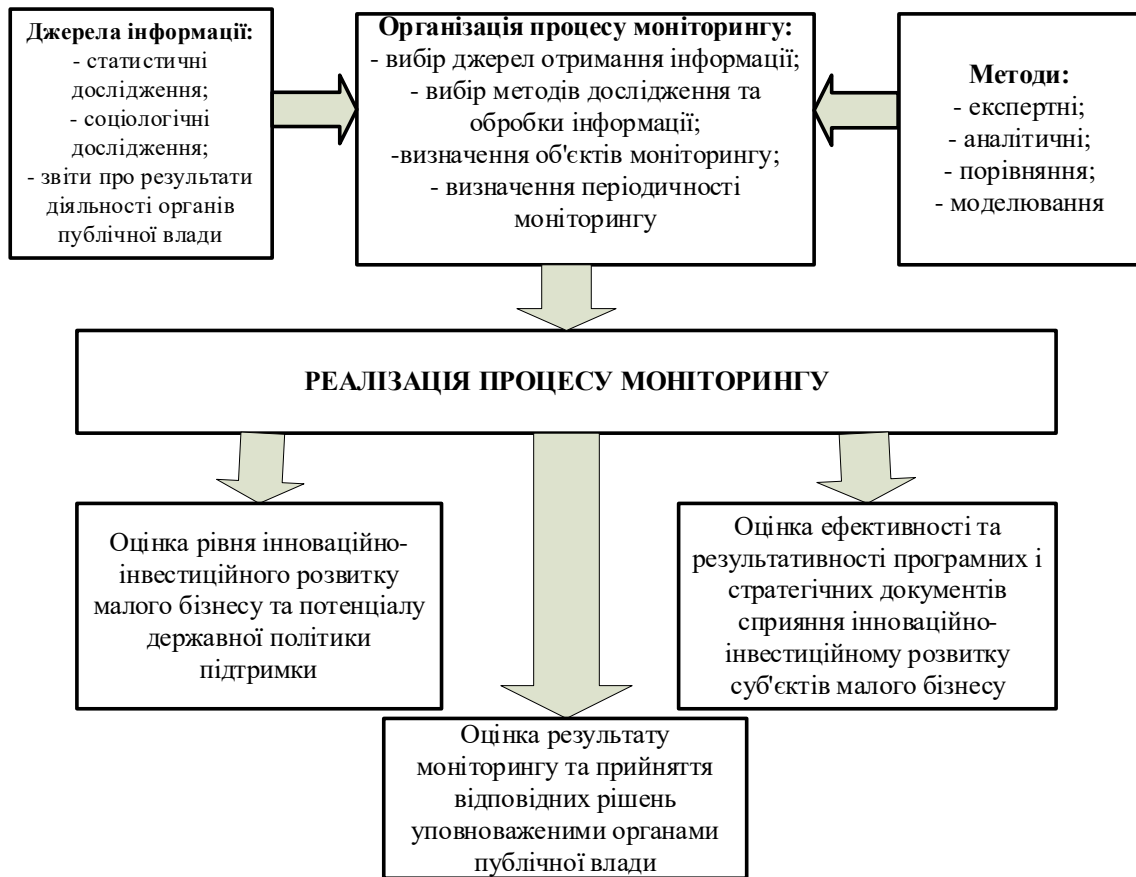 Джерела інформації:
- статистичні
дослідження;
- соціологічні
дослідження;
- звіти про результати
діяльності органів
публічної влади
Організація процесу моніторингу:
- вибір джерел отримання інформації;
- вибір методів дослідження та
обробки інформації;
-визначення об'єктів моніторингу;
- визначення періодичності
моніторингу
Методи:
- експертні;
- аналітичні;
- порівняння;
- моделювання
РЕАЛІЗАЦІЯ ПРОЦЕСУ МОНІТОРИНГУ
Оцінка рівня інноваційно-
інвестиційного розвитку
малого бізнесу та потенціалу
державної політики
підтримки
Оцінка ефективності та
результативності програмних і
стратегічних документів
сприяння інноваційно-
інвестиційному розвитку
суб'єктів малого бізнесу
Оцінка результату
моніторингу та прийняття
відповідних рішень
уповноваженими органами
публічної влади